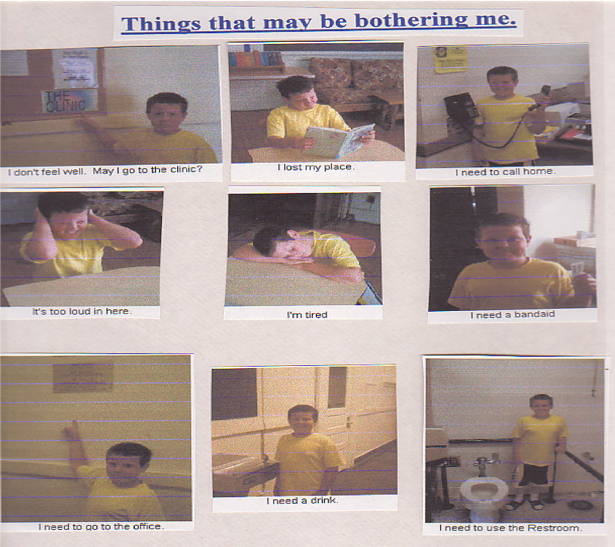 Things that may be bothering me.
THE
CLINIC
I don't feel well.  May I go to the clinic?
I lost my place.
I need to call home.
It's too loud in here.
I'm tired
I need a bandaid
I need to go to the office.
I need a drink.
I need to use the Restroom.